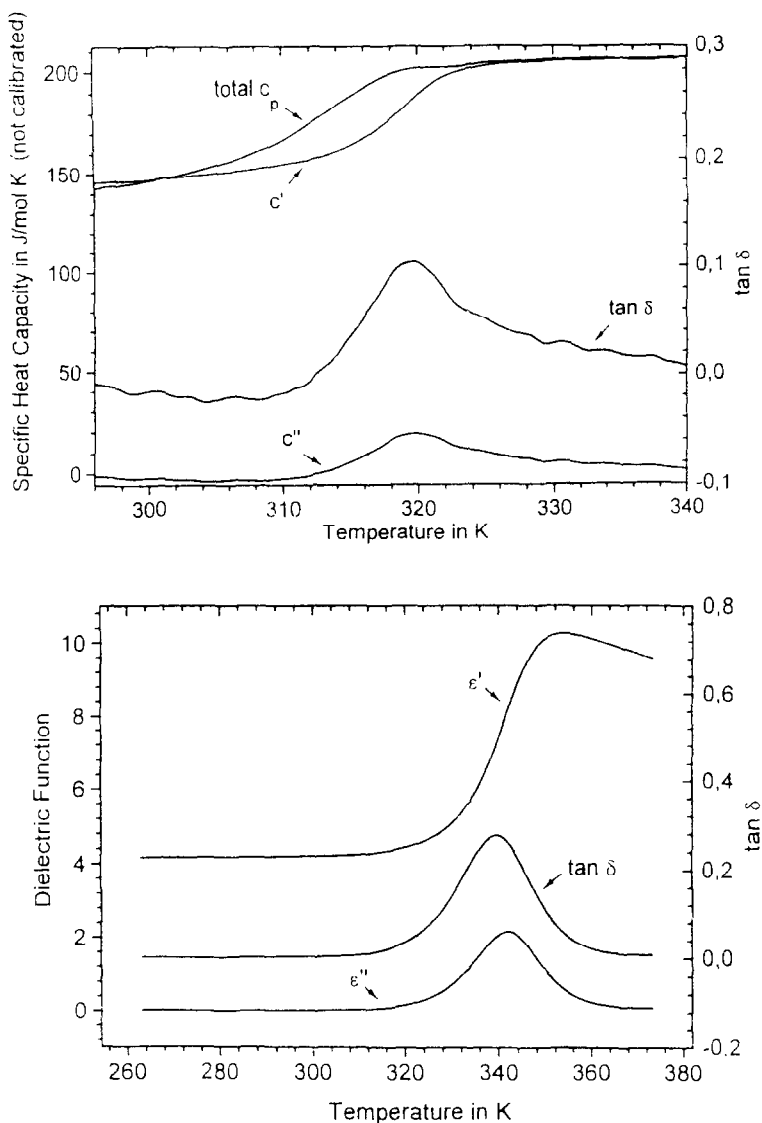 Specific Heat Capacity in J/mol K (not calibrated)
200
150
100
50
0
total cp
c'
tan δ
c"
0,3
0,2
0,1
0,0
-0,1
tan δ
300
310
320
330
340
Temperature in K
Dielectric Function
10
8
6
4
2
0
ε'
tan δ
ε"
0,8
0,6
0,4
0,2
0,0
-0.2
tan δ
260
280
300
320
340
360
380
Temperature in K